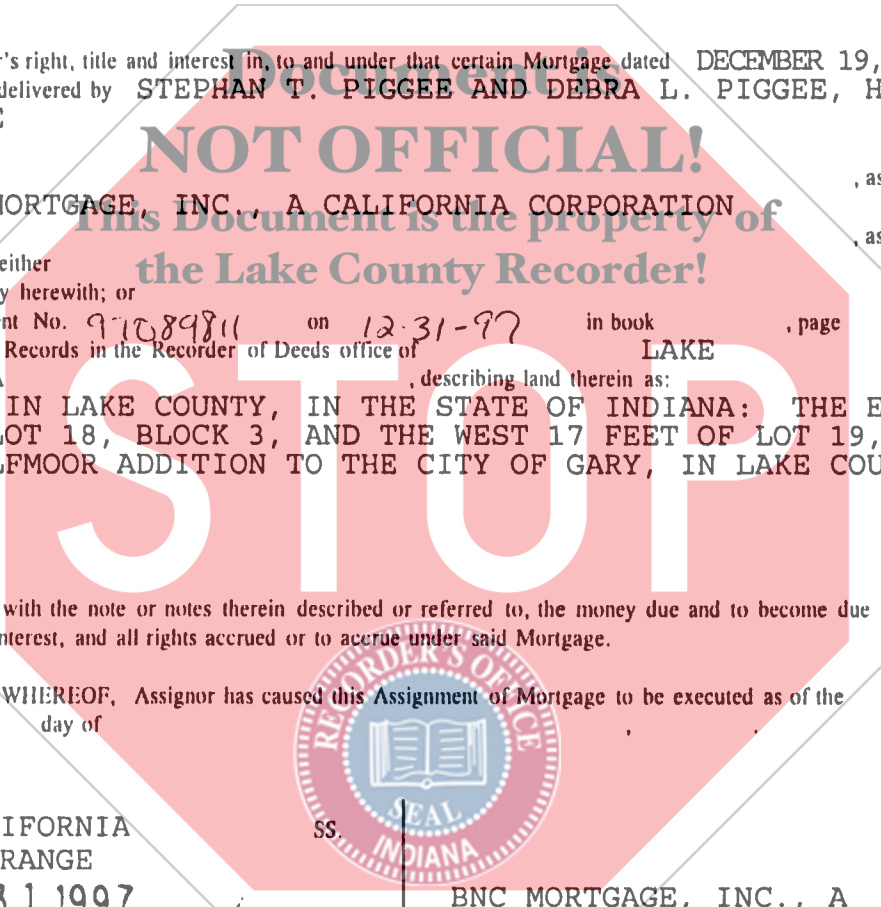 's right, title and interest in, to and under that certain Mortgage dated DECEMBER 19,
Document is
delivered by STEPHAN T. PIGGEE AND DEBRA L. PIGGEE, H
NOT OFFICIAL!
, as
MORTGAGE, INC., A CALIFORNIA CORPORATION
This Document is the property of
, as
either
the Lake County Recorder!
y herewith; or
nt No. 97089811 on 12-31-97 in book , page
Records in the Recorder of Deeds office of LAKE
A , describing land therein as:
IN LAKE COUNTY, IN THE STATE OF INDIANA: THE E
LOT 18, BLOCK 3, AND THE WEST 17 FEET OF LOT 19,
LFMOOR ADDITION TO THE CITY OF GARY, IN LAKE COU
STOP
with the note or notes therein described or referred to, the money due and to become due
nterest, and all rights accrued or to accrue under said Mortgage.
RECORDER'S OFFICE
WHEREOF, Assignor has caused this Assignment of Mortgage to be executed as of the
day of , .
SEAL
INDIANA
IFORNIA SS.
RANGE
1 1997
BNC MORTGAGE, INC., A